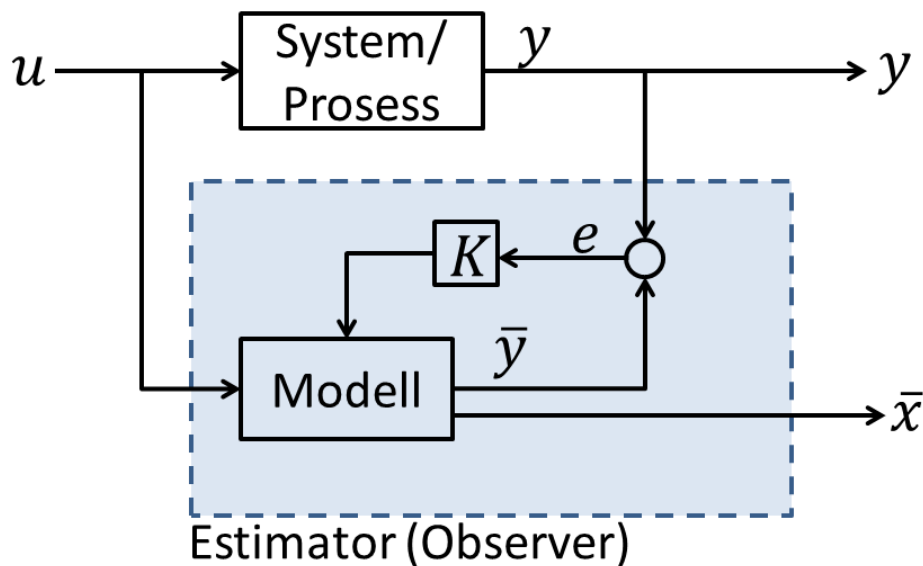 u
System/
Prosess
y
y
K
e
Modell
ȳ
x̄
Estimator (Observer)